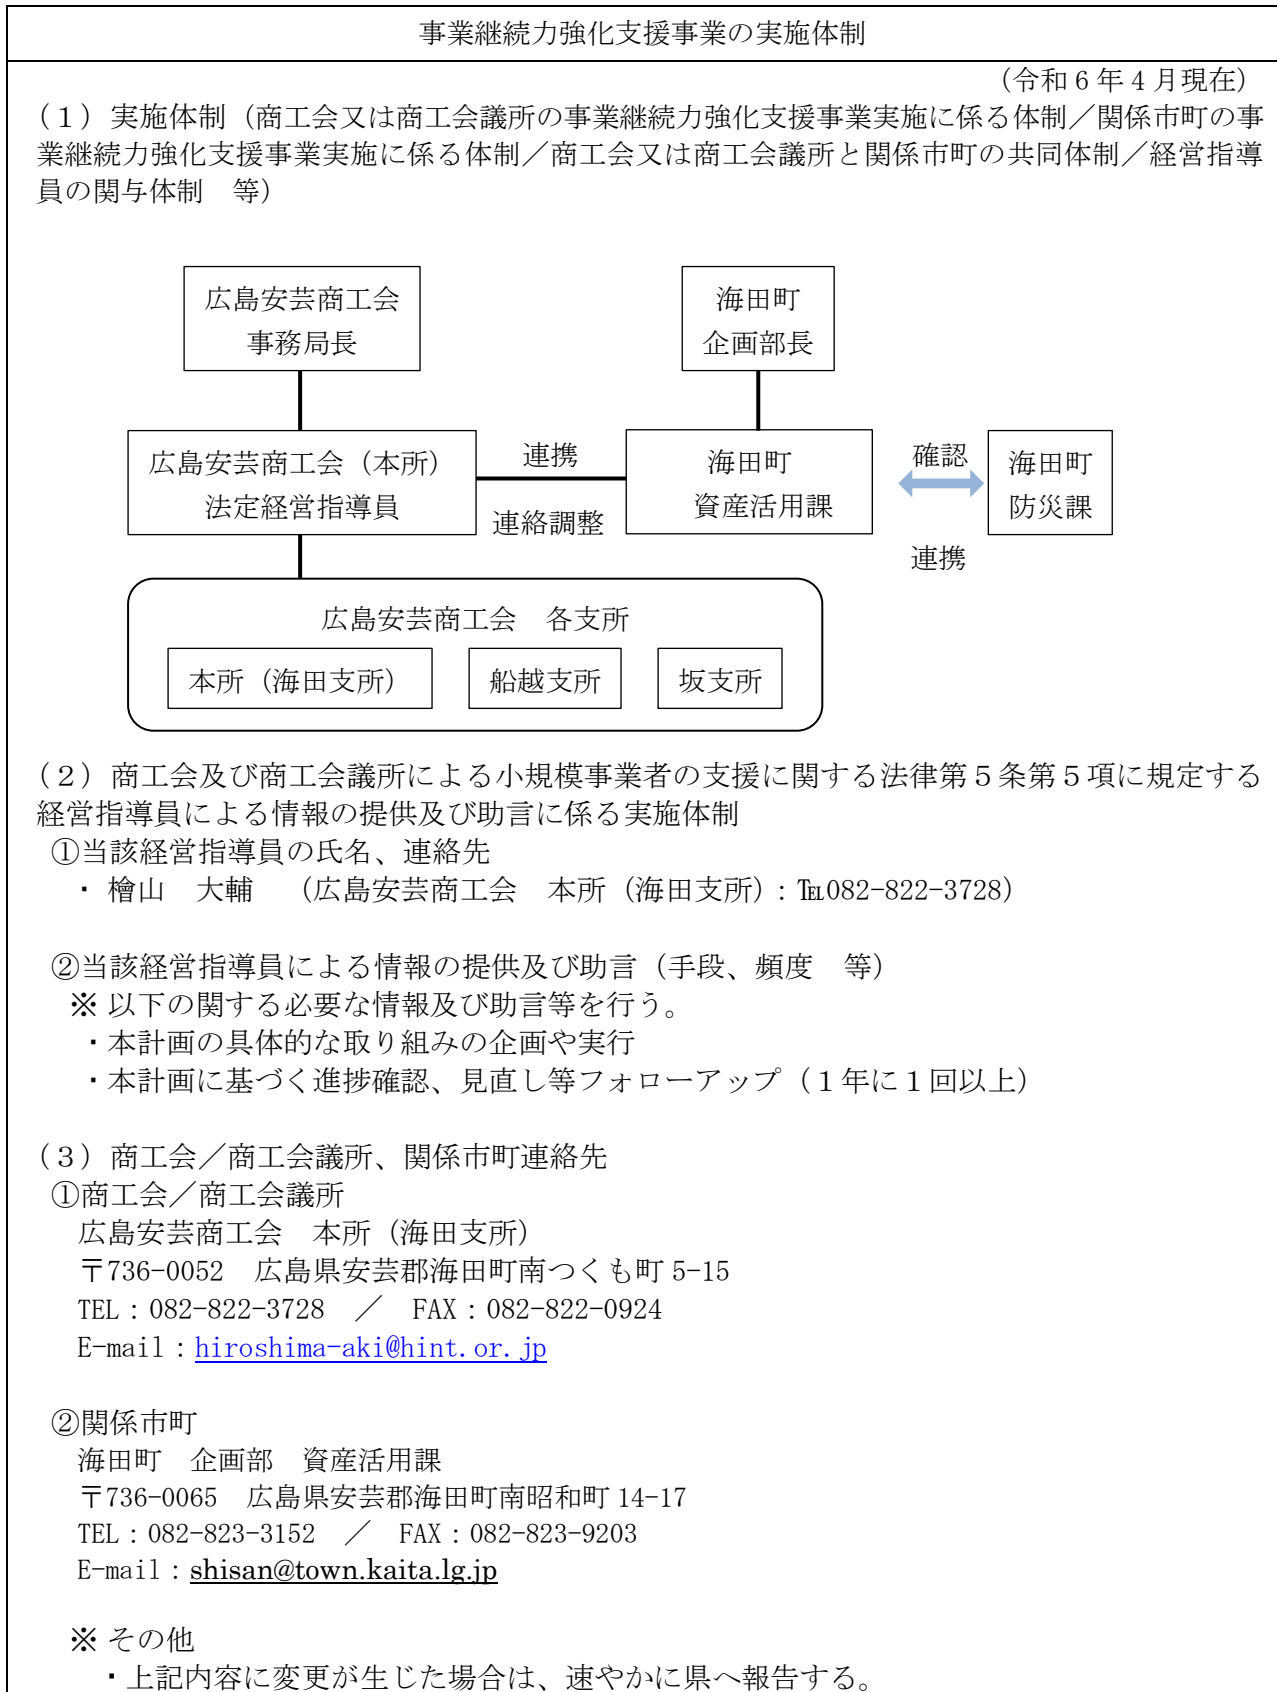 事業継続力強化支援事業の実施体制
（令和6年4月現在）
（１）実施体制（商工会又は商工会議所の事業継続力強化支援事業実施に係る体制／関係市町の事
業継続力強化支援事業実施に係る体制／商工会又は商工会議所と関係市町の共同体制／経営指導
員の関与体制　等）
広島安芸商工会
事務局長
海田町
企画部長
広島安芸商工会（本所）
法定経営指導員
連携
連絡調整
海田町
資産活用課
確認
連携
海田町
防災課
広島安芸商工会　各支所
本所（海田支所）
船越支所
坂支所
（２）商工会及び商工会議所による小規模事業者の支援に関する法律第５条第５項に規定する
経営指導員による情報の提供及び助言に係る実施体制
①当該経営指導員の氏名、連絡先
・ 檜山　大輔　（広島安芸商工会　本所（海田支所）：℡082-822-3728）
②当該経営指導員による情報の提供及び助言（手段、頻度　等）
※ 以下の関する必要な情報及び助言等を行う。
・本計画の具体的な取り組みの企画や実行
・本計画に基づく進捗確認、見直し等フォローアップ（１年に１回以上）
（３）商工会／商工会議所、関係市町連絡先
①商工会／商工会議所
広島安芸商工会　本所（海田支所）
〒736-0052　広島県安芸郡海田町南つくも町 5-15
TEL：082-822-3728　／　FAX：082-822-0924
E-mail：hiroshima-aki@hint.or.jp
②関係市町
海田町　企画部　資産活用課
〒736-0065　広島県安芸郡海田町南昭和町 14-17
TEL：082-823-3152　／　FAX：082-823-9203
E-mail：shisan@town.kaita.lg.jp
※ その他
・上記内容に変更が生じた場合は、速やかに県へ報告する。